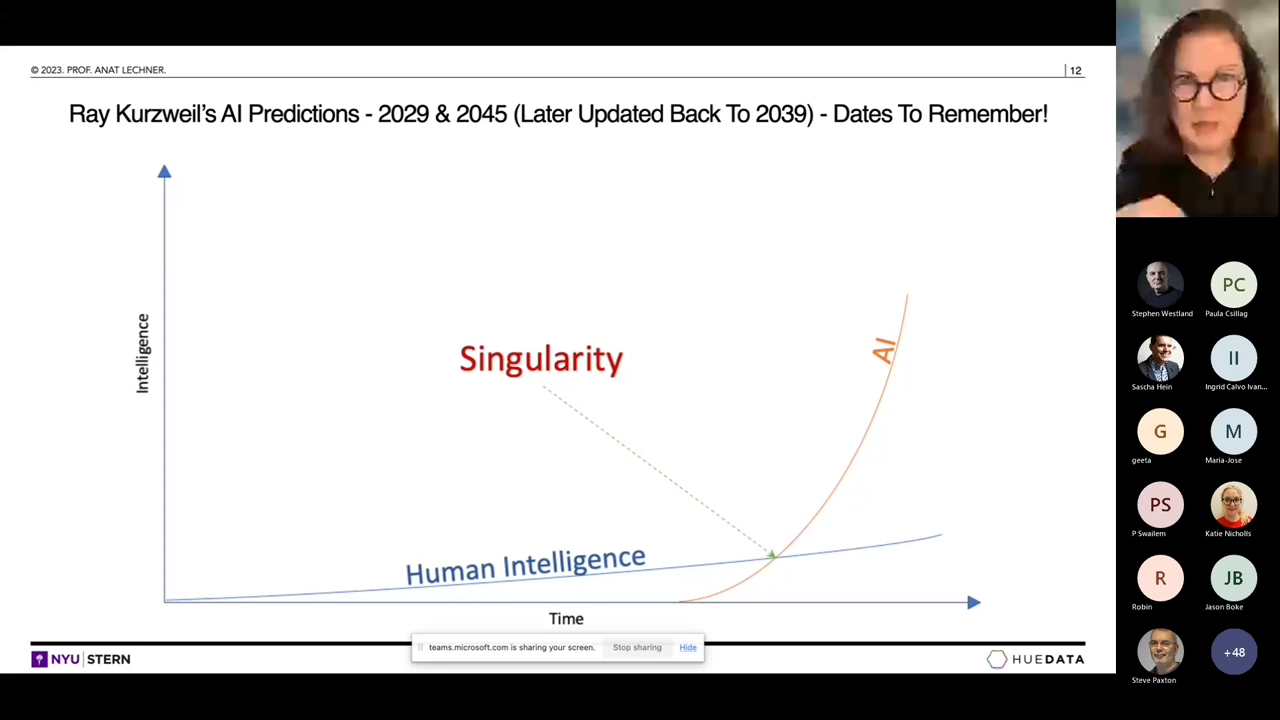 © 2023. PROF. ANAT LECHNER.
12
Ray Kurzweil's AI Predictions - 2029 & 2045 (Later Updated Back To 2039) - Dates To Remember!
Intelligence
Singularity
AI
Human Intelligence
Time
teams.microsoft.com is sharing your screen.
Stop sharing
Hide
NYU STERN
HUEDATA
Stephen Westland
PC
Paula Csillag
Sascha Hein
II
Ingrid Calvo Ivan...
G
geeta
M
Maria-Jose
PS
P Swailem
Katie Nicholls
R
Robin
JB
Jason Boke
Steve Paxton
+48